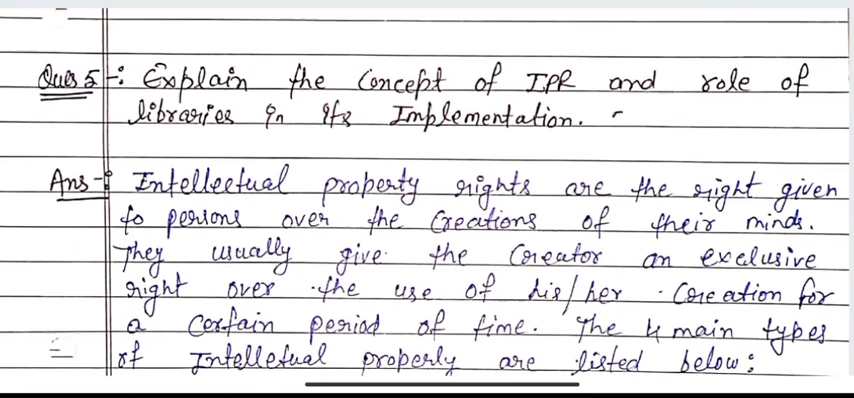 Ques 5 -: Explain the Concept of IPR and role of
libraries in its Implementation.
Ans -: Intellectual property rights are the right given
to persons over the Creations of their minds.
They usually give the Creator an exclusive
right over the use of his/her Creation for
a Certain period of time. The 4 main types
of Intelletual properly are listed below: